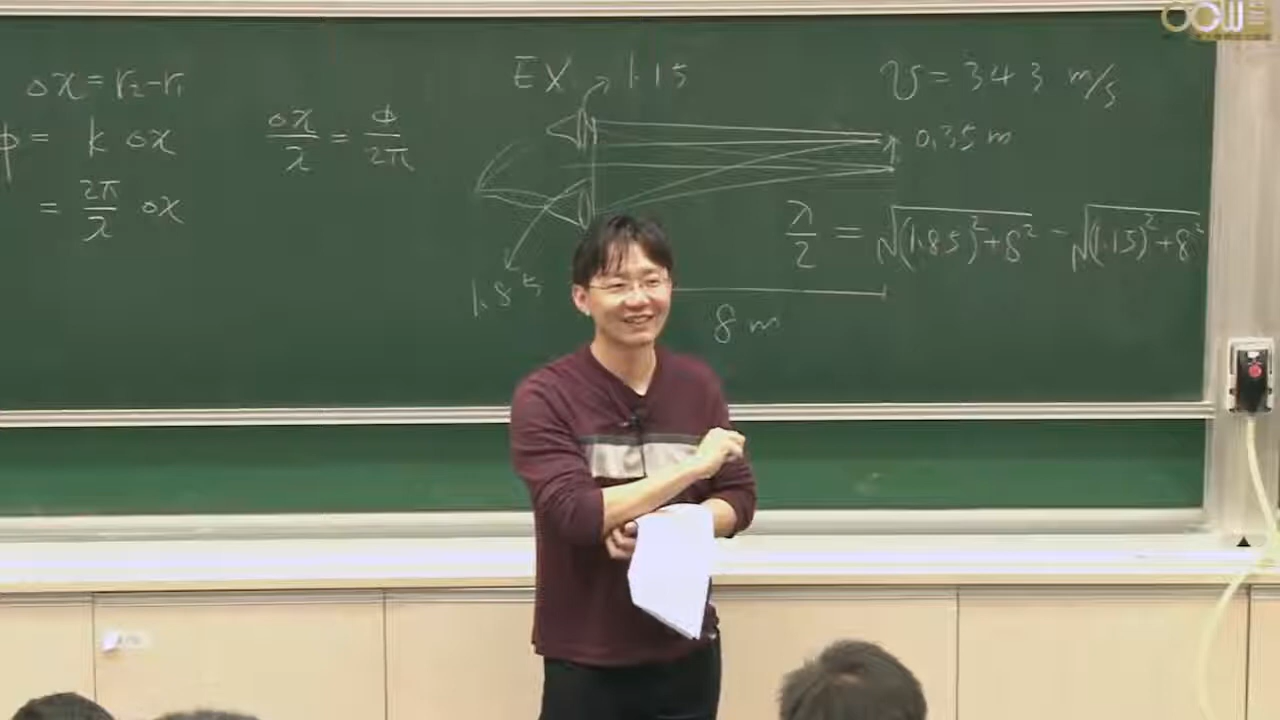 OCW
Δx = r₂ - r₁
φ = k Δx
= 2π/λ Δx
Δx/λ = φ/2π
EX
1.15
1.85
8 m
v = 343 m/s
0.35 m
λ/2 = √((1.85)² + 8²) - √((1.15)² + 8²)